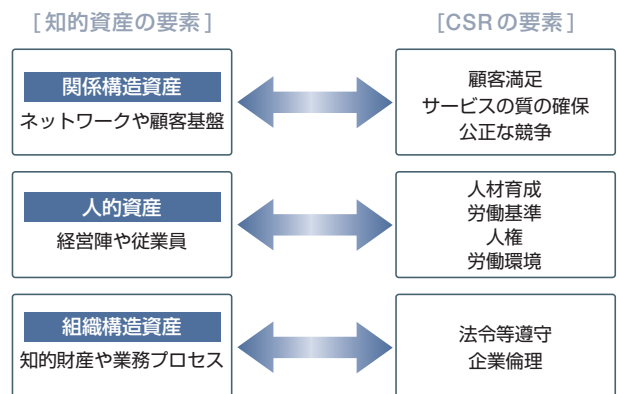 [知的資産の要素]
[CSRの要素]
関係構造資産
ネットワークや顧客基盤
顧客満足
サービスの質の確保
公正な競争
人的資産
経営陣や従業員
人材育成
労働基準
人権
労働環境
組織構造資産
知的財産や業務プロセス
法令等遵守
企業倫理